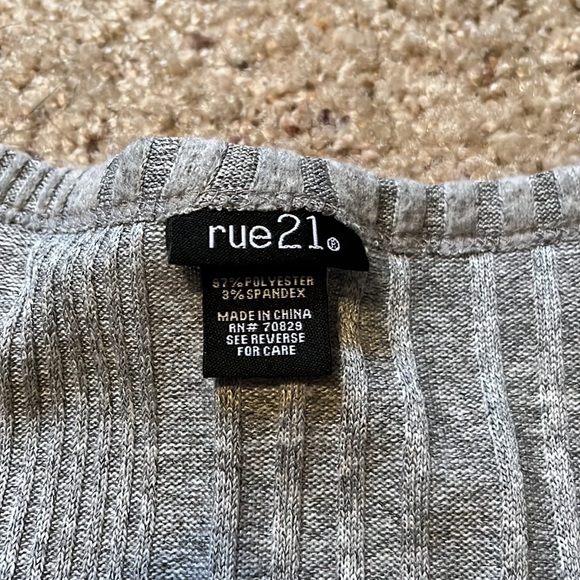 rue21®
97% POLYESTER
3% SPANDEX
MADE IN CHINA
RN# 70829
SEE REVERSE
FOR CARE